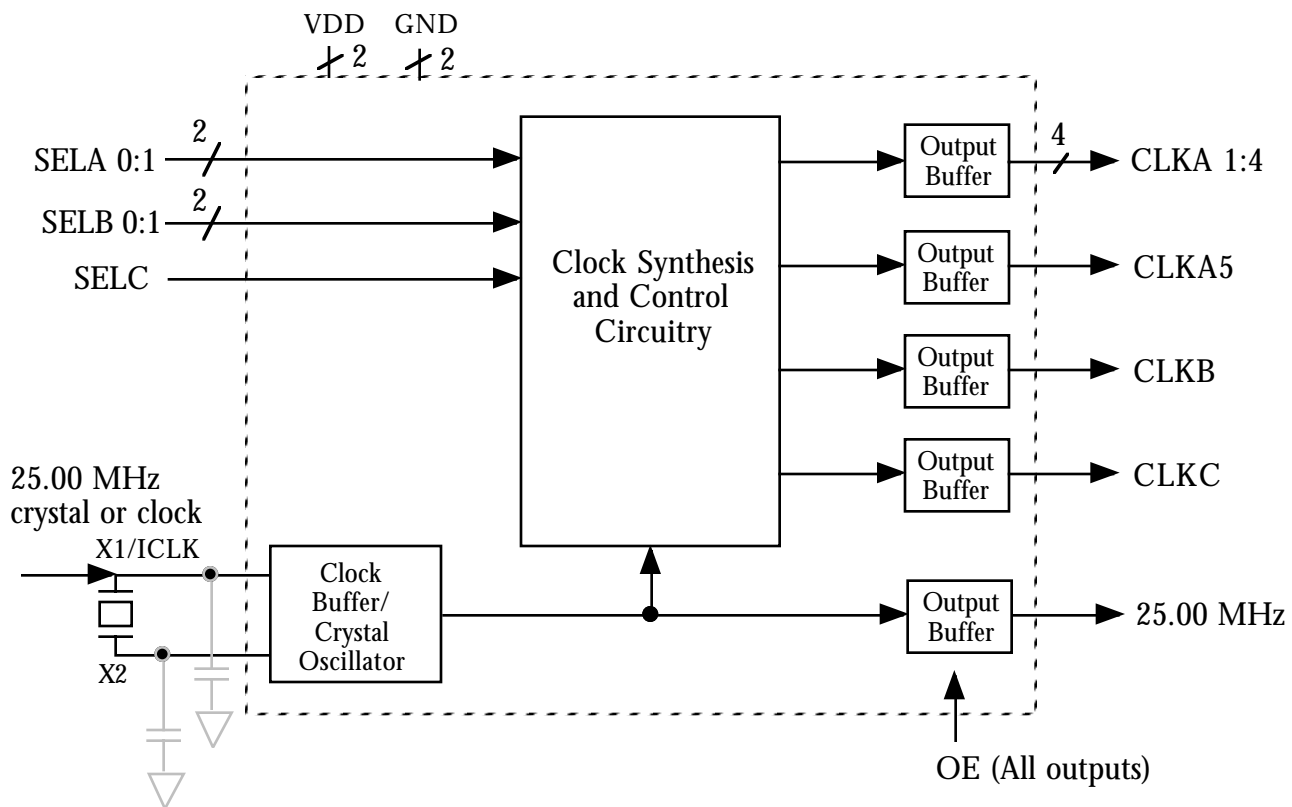 VDD GND
2 2
2
SELA 0:1
2
SELB 0:1
SELC
Clock Synthesis
and Control
Circuitry
Output
Buffer
4
CLKA 1:4
Output
Buffer
CLKA5
Output
Buffer
CLKB
Output
Buffer
CLKC
25.00 MHz
crystal or clock
X1/ICLK
X2
Clock
Buffer/
Crystal
Oscillator
Output
Buffer
25.00 MHz
OE (All outputs)